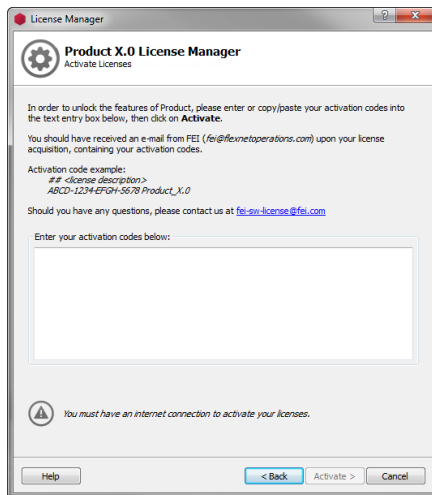 License Manager
Product X.0 License Manager
Activate Licenses
In order to unlock the features of Product, please enter or copy/paste your activation codes into
the text entry box below, then click on Activate.
You should have received an e-mail from FEI (fei@flexnetoperations.com) upon your license
acquisition, containing your activation codes.
Activation code example:
## <license description>
ABCD-1234-EFGH-5678 Product_X.0
Should you have any questions, please contact us at fei-sw-license@fei.com
Enter your activation codes below:
You must have an internet connection to activate your licenses.
Help
< Back
Activate >
Cancel